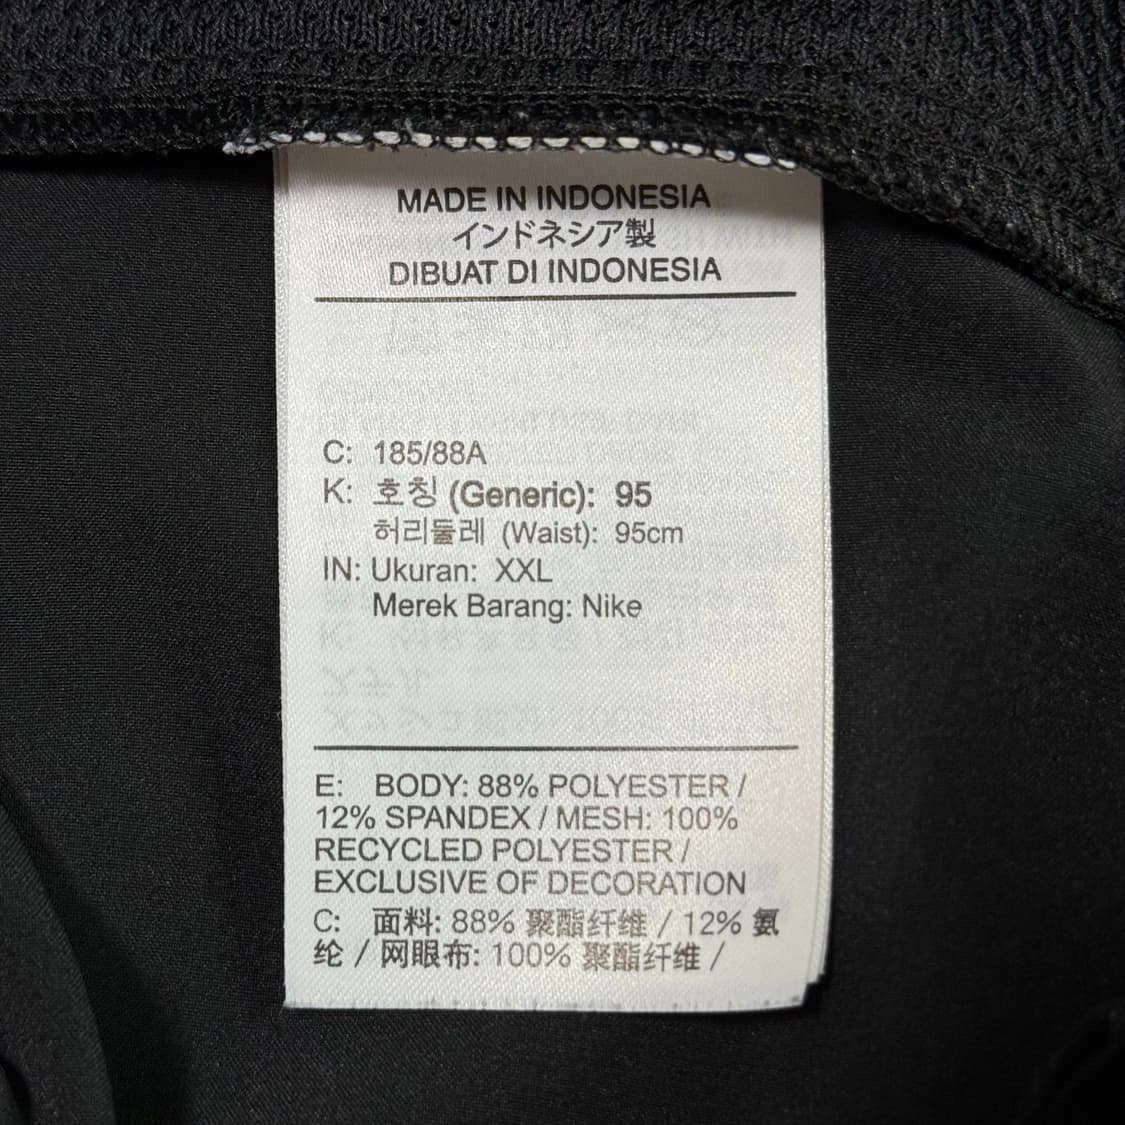 MADE IN INDONESIA
インドネシア製
DIBUAT DI INDONESIA
C: 185/88A
K: 호칭 (Generic): 95
허리둘레 (Waist): 95cm
IN: Ukuran: XXL
Merek Barang: Nike
E: BODY: 88% POLYESTER /
12% SPANDEX / MESH: 100%
RECYCLED POLYESTER /
EXCLUSIVE OF DECORATION
C: 面料: 88% 聚酯纤维 / 12% 氨
纶 / 网眼布: 100% 聚酯纤维 /